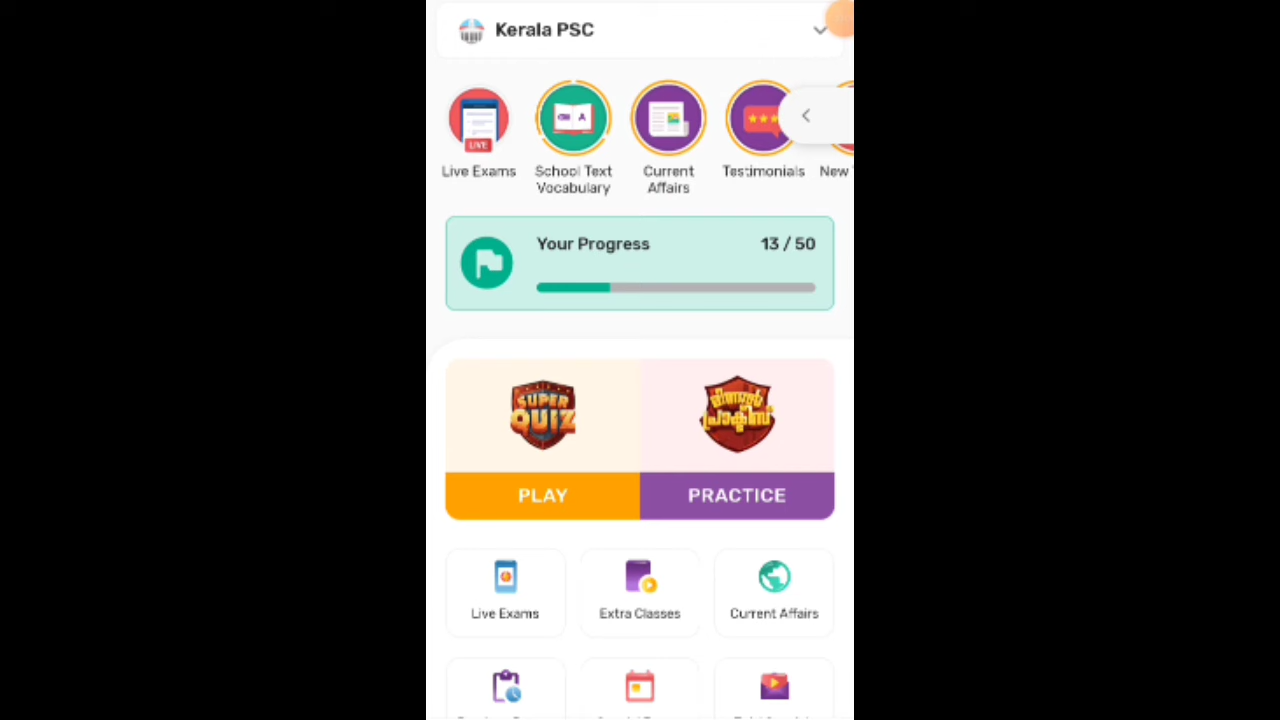 Kerala PSC
LIVE
Live Exams
School Text
Vocabulary
Current
Affairs
Testimonials
New
A
Your Progress
13 / 50
SUPER
QUIZ
പ്രാക്ടീസ്
PLAY
PRACTICE
Live Exams
Extra Classes
Current Affairs